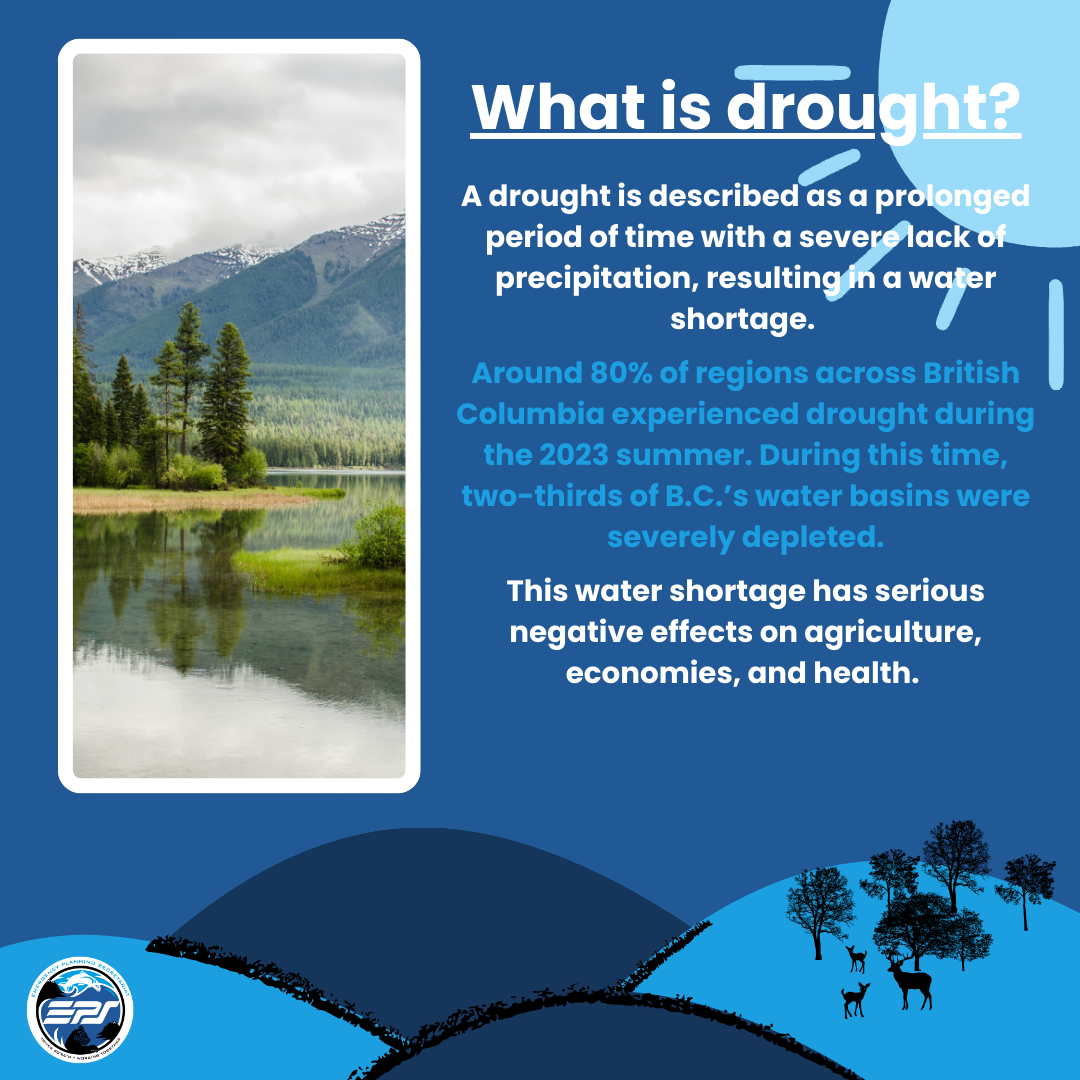 What is drought?
A drought is described as a prolonged
period of time with a severe lack of
precipitation, resulting in a water
shortage.
Around 80% of regions across British
Columbia experienced drought during
the 2023 summer. During this time,
two-thirds of B.C.'s water basins were
severely depleted.
This water shortage has serious
negative effects on agriculture,
economies, and health.
EMERGENCY PLANNING SECRETARIAT
EPS